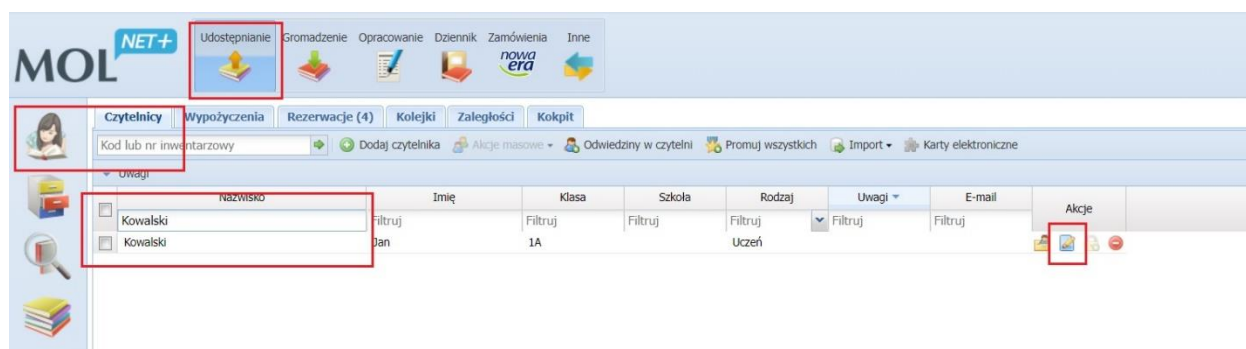 MOL NET+
Udostępnianie Gromadzenie Opracowanie Dziennik Zamówienia Inne
nowa
era
Czytelnicy Wypożyczenia Rezerwacje (4) Kolejki Zaległości Kokpit
Kod lub nr inwentarzowy Dodaj czytelnika Akcje masowe Odwiedziny w czytelni Promuj wszystkich Import Karty elektroniczne
Uwagi
Nazwisko Imię Klasa Szkoła Rodzaj Uwagi E-mail Akcje
Kowalski Filtruj Filtruj Filtruj Filtruj Filtruj Filtruj
Kowalski Jan 1A Uczeń